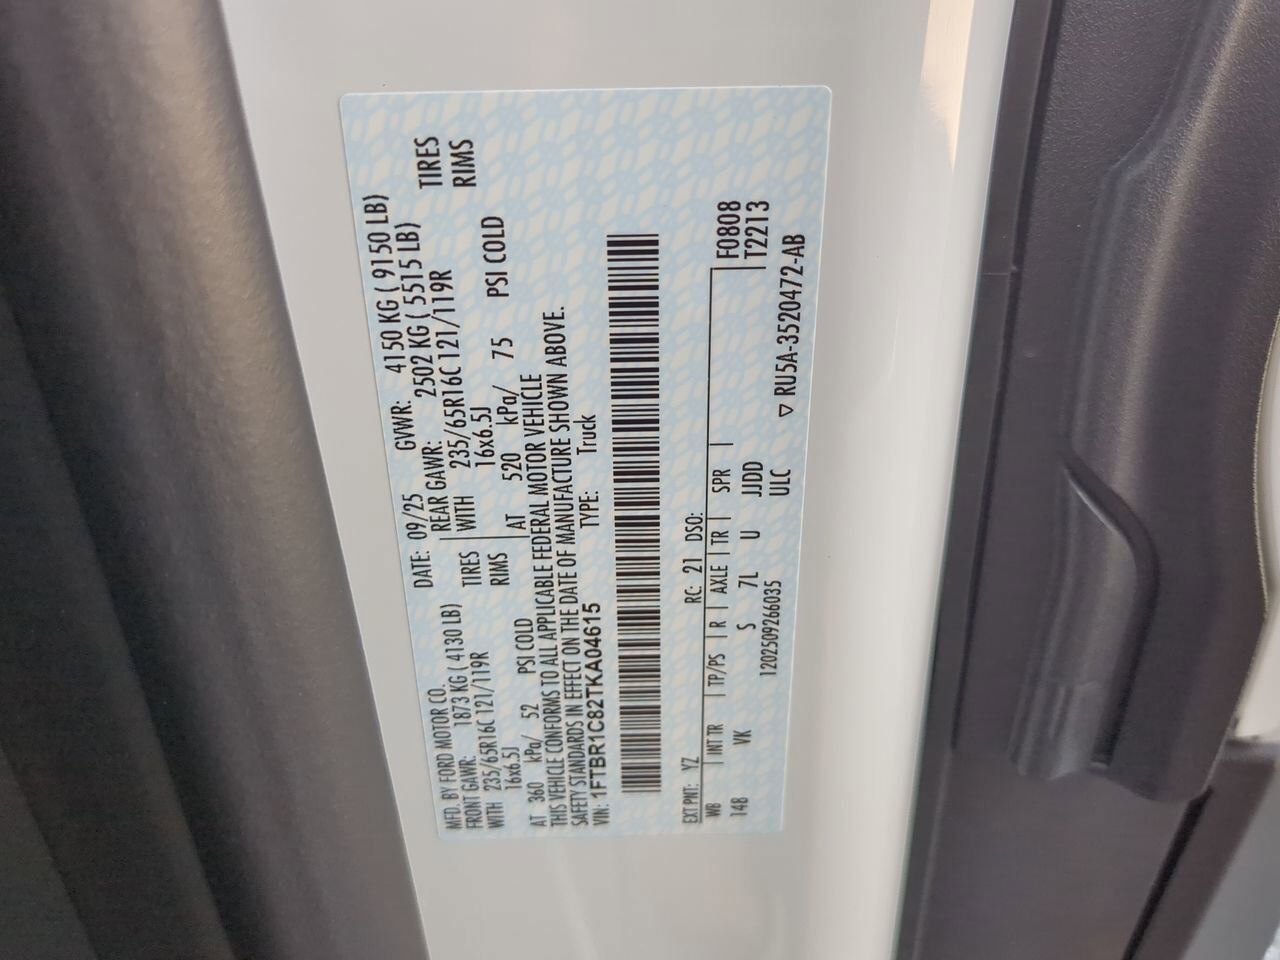 MFD. BY FORD MOTOR CO. DATE: 09/25 GVWR: 4150 KG ( 9150 LB)
FRONT GAWR: 1873 KG ( 4130 LB) REAR GAWR: 2502 KG ( 5515 LB)
WITH 235/65R16C 121/119R TIRES WITH 235/65R16C 121/119R TIRES
16x6.5J RIMS 16x6.5J RIMS
AT 360 kPa/ 52 PSI COLD AT 520 kPa/ 75 PSI COLD
THIS VEHICLE CONFORMS TO ALL APPLICABLE FEDERAL MOTOR VEHICLE
SAFETY STANDARDS IN EFFECT ON THE DATE OF MANUFACTURE SHOWN ABOVE.
VIN: 1FTBR1C82TKA04615 TYPE: Truck
EXT PNT: YZ RC: 21 DSO: F0808
WB INT TR TP/PS R AXLE TR SPR T2213
148 VK S 7L U JJDD
1202509266035 ULC ▽ RU5A-3520472-AB